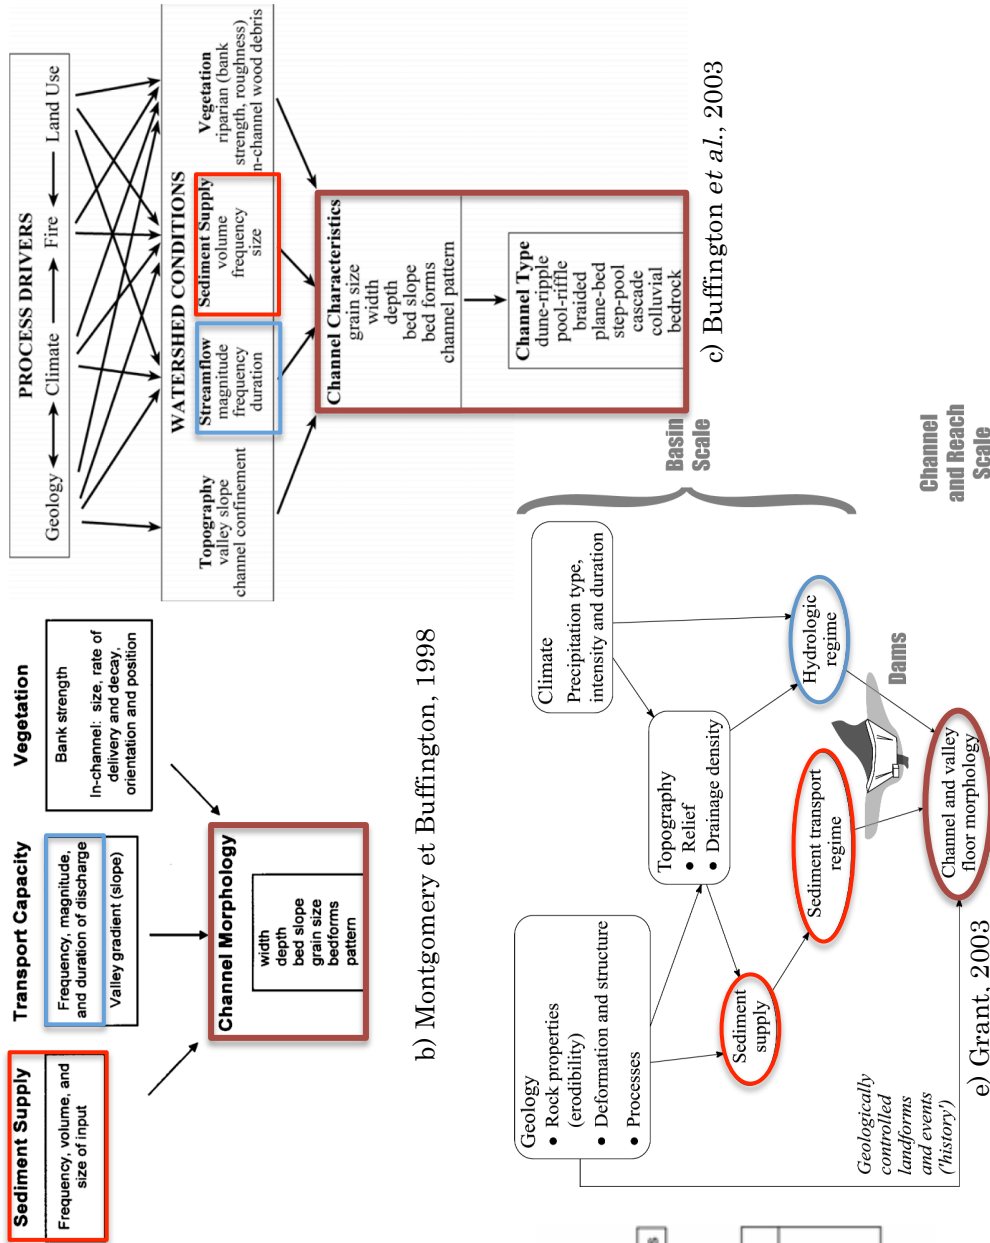 Sediment Supply
Frequency, volume, and
size of input
Transport Capacity
Frequency, magnitude,
and duration of discharge
Valley gradient (slope)
Vegetation
Bank strength
In-channel: size, rate of
delivery and decay,
orientation and position
Channel Morphology
width
depth
bed slope
grain size
bedforms
pattern
b) Montgomery et Buffington, 1998
PROCESS DRIVERS
Geology
Climate
Fire
Land Use
WATERSHED CONDITIONS
Topography
valley slope
channel confinement
Streamflow
magnitude
frequency
duration
Sediment Supply
volume
frequency
size
Vegetation
riparian (bank
strength, roughness)
n-channel wood debris
Channel Characteristics
grain size
width
depth
bed slope
bed forms
channel pattern
Channel Type
dune-ripple
pool-riffle
braided
plane-bed
step-pool
cascade
colluvial
bedrock
c) Buffington et al., 2003
Geology
• Rock properties
(erodibility)
• Deformation and structure
• Processes
Climate
Precipitation type,
intensity and duration
Topography
• Relief
• Drainage density
Sediment
supply
Sediment transport
regime
Hydrologic
regime
Dams
Channel and valley
floor morphology
Geologically
controlled
landforms
and events
('history')
Basin
Scale
Channel
and Reach
Scale
e) Grant, 2003